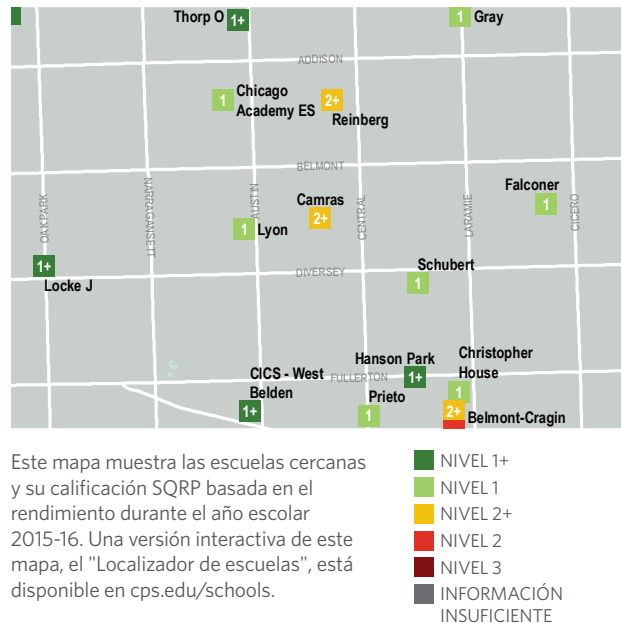 Thorp O 1+
1 Gray
ADDISON
1 Chicago
Academy ES
2+
Reinberg
BELMONT
OAKPARK
NARRAGANSETT
AUSTIN
CENTRAL
LARAMIE
CICERO
Falconer
1
Camras
2+
1 Lyon
1+
Locke J
DIVERSEY
Schubert
1
Hanson Park
1+
Christopher
House
1
CICS - West
Belden
1+
FULLERTON
Prieto
1
2+ Belmont-Cragin
Este mapa muestra las escuelas cercanas
y su calificación SQRP basada en el
rendimiento durante el año escolar
2015-16. Una versión interactiva de este
mapa, el "Localizador de escuelas", está
disponible en cps.edu/schools.
NIVEL 1+
NIVEL 1
NIVEL 2+
NIVEL 2
NIVEL 3
INFORMACIÓN
INSUFICIENTE